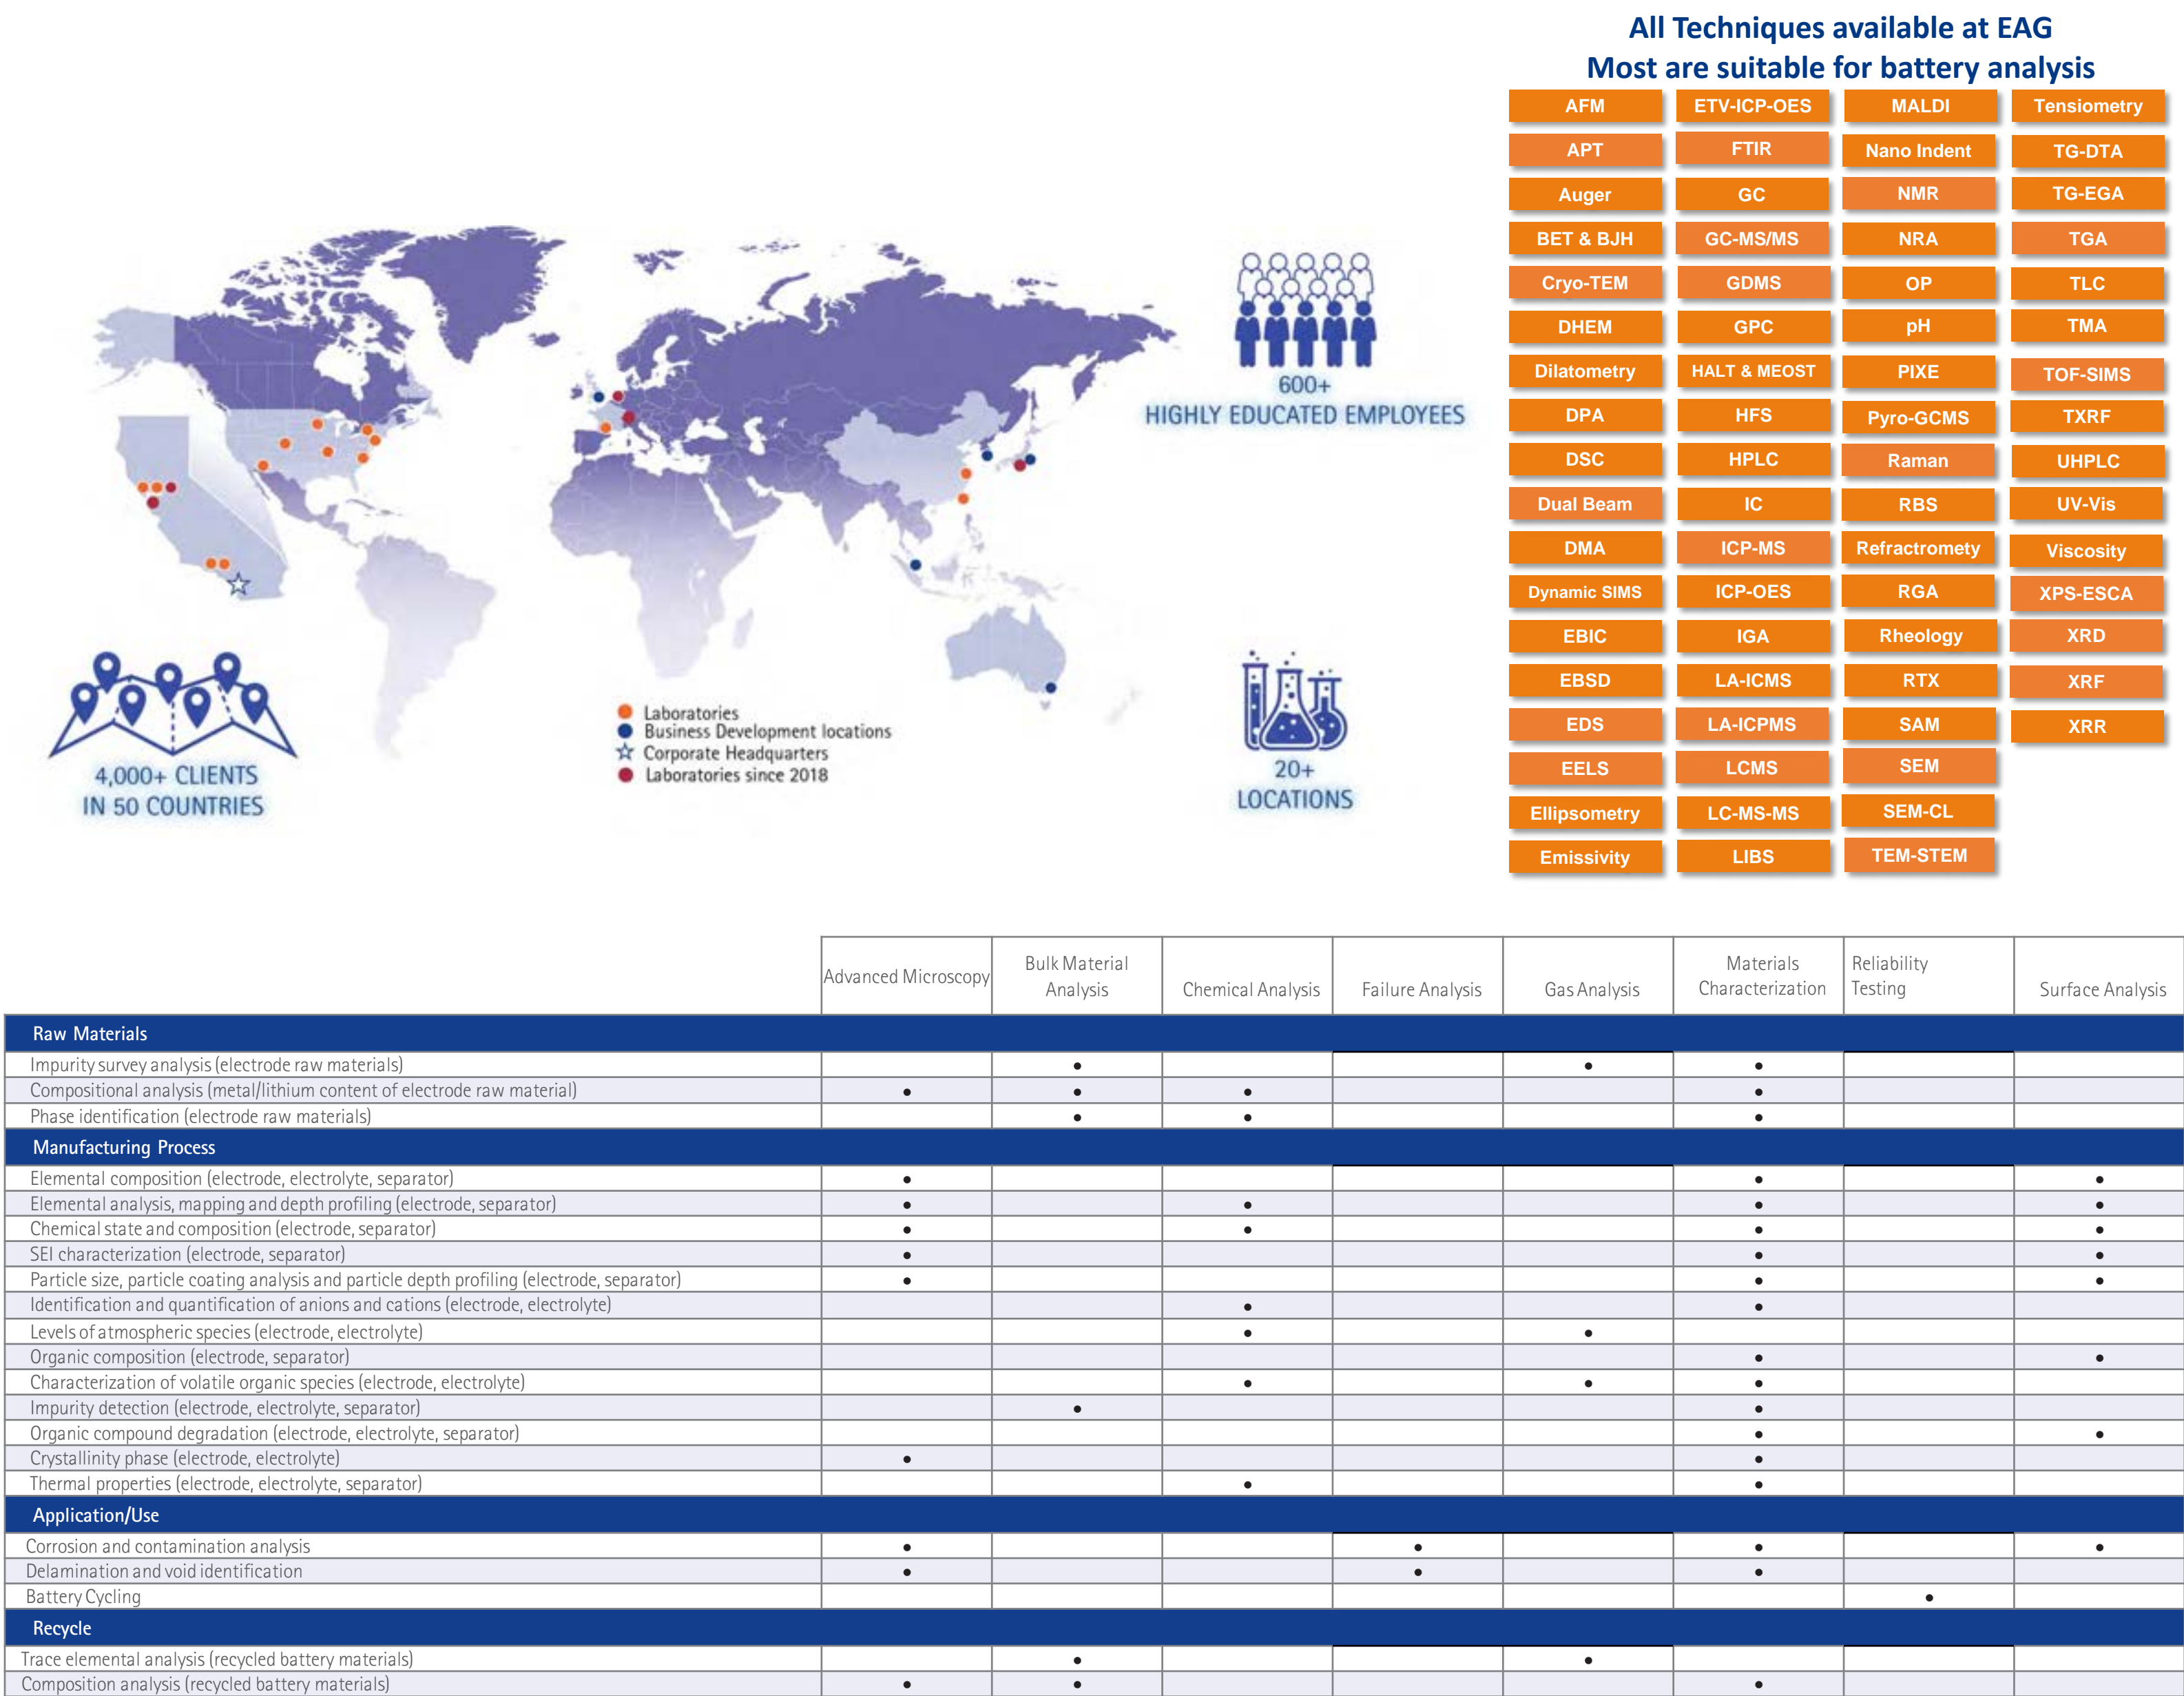 All Techniques available at EAG
Most are suitable for battery analysis
AFM
ETV-ICP-OES
MALDI
Tensiometry
APT
FTIR
Nano Indent
TG-DTA
Auger
GC
NMR
TG-EGA
BET & BJH
GC-MS/MS
NRA
TGA
Cryo-TEM
GDMS
OP
TLC
DHEM
GPC
pH
TMA
Dilatometry
HALT & MEOST
PIXE
TOF-SIMS
DPA
HFS
Pyro-GCMS
TXRF
DSC
HPLC
Raman
UHPLC
Dual Beam
IC
RBS
UV-Vis
DMA
ICP-MS
Refractromety
Viscosity
Dynamic SIMS
ICP-OES
RGA
XPS-ESCA
EBIC
IGA
Rheology
XRD
EBSD
LA-ICMS
RTX
XRF
EDS
LA-ICPMS
SAM
XRR
EELS
LCMS
SEM
Ellipsometry
LC-MS-MS
SEM-CL
Emissivity
LIBS
TEM-STEM
600+
HIGHLY EDUCATED EMPLOYEES
4,000+ CLIENTS
IN 50 COUNTRIES
Laboratories
Business Development locations
Corporate Headquarters
Laboratories since 2018
20+
LOCATIONS
Advanced Microscopy
Bulk Material
Analysis
Chemical Analysis
Failure Analysis
Gas Analysis
Materials
Characterization
Reliability
Testing
Surface Analysis
Raw Materials
Impurity survey analysis (electrode raw materials)
Compositional analysis (metal/lithium content of electrode raw material)
Phase identification (electrode raw materials)
Manufacturing Process
Elemental composition (electrode, electrolyte, separator)
Elemental analysis, mapping and depth profiling (electrode, separator)
Chemical state and composition (electrode, separator)
SEI characterization (electrode, separator)
Particle size, particle coating analysis and particle depth profiling (electrode, separator)
Identification and quantification of anions and cations (electrode, electrolyte)
Levels of atmospheric species (electrode, electrolyte)
Organic composition (electrode, separator)
Characterization of volatile organic species (electrode, electrolyte)
Impurity detection (electrode, electrolyte, separator)
Organic compound degradation (electrode, electrolyte, separator)
Crystallinity phase (electrode, electrolyte)
Thermal properties (electrode, electrolyte, separator)
Application/Use
Corrosion and contamination analysis
Delamination and void identification
Battery Cycling
Recycle
Trace elemental analysis (recycled battery materials)
Composition analysis (recycled battery materials)